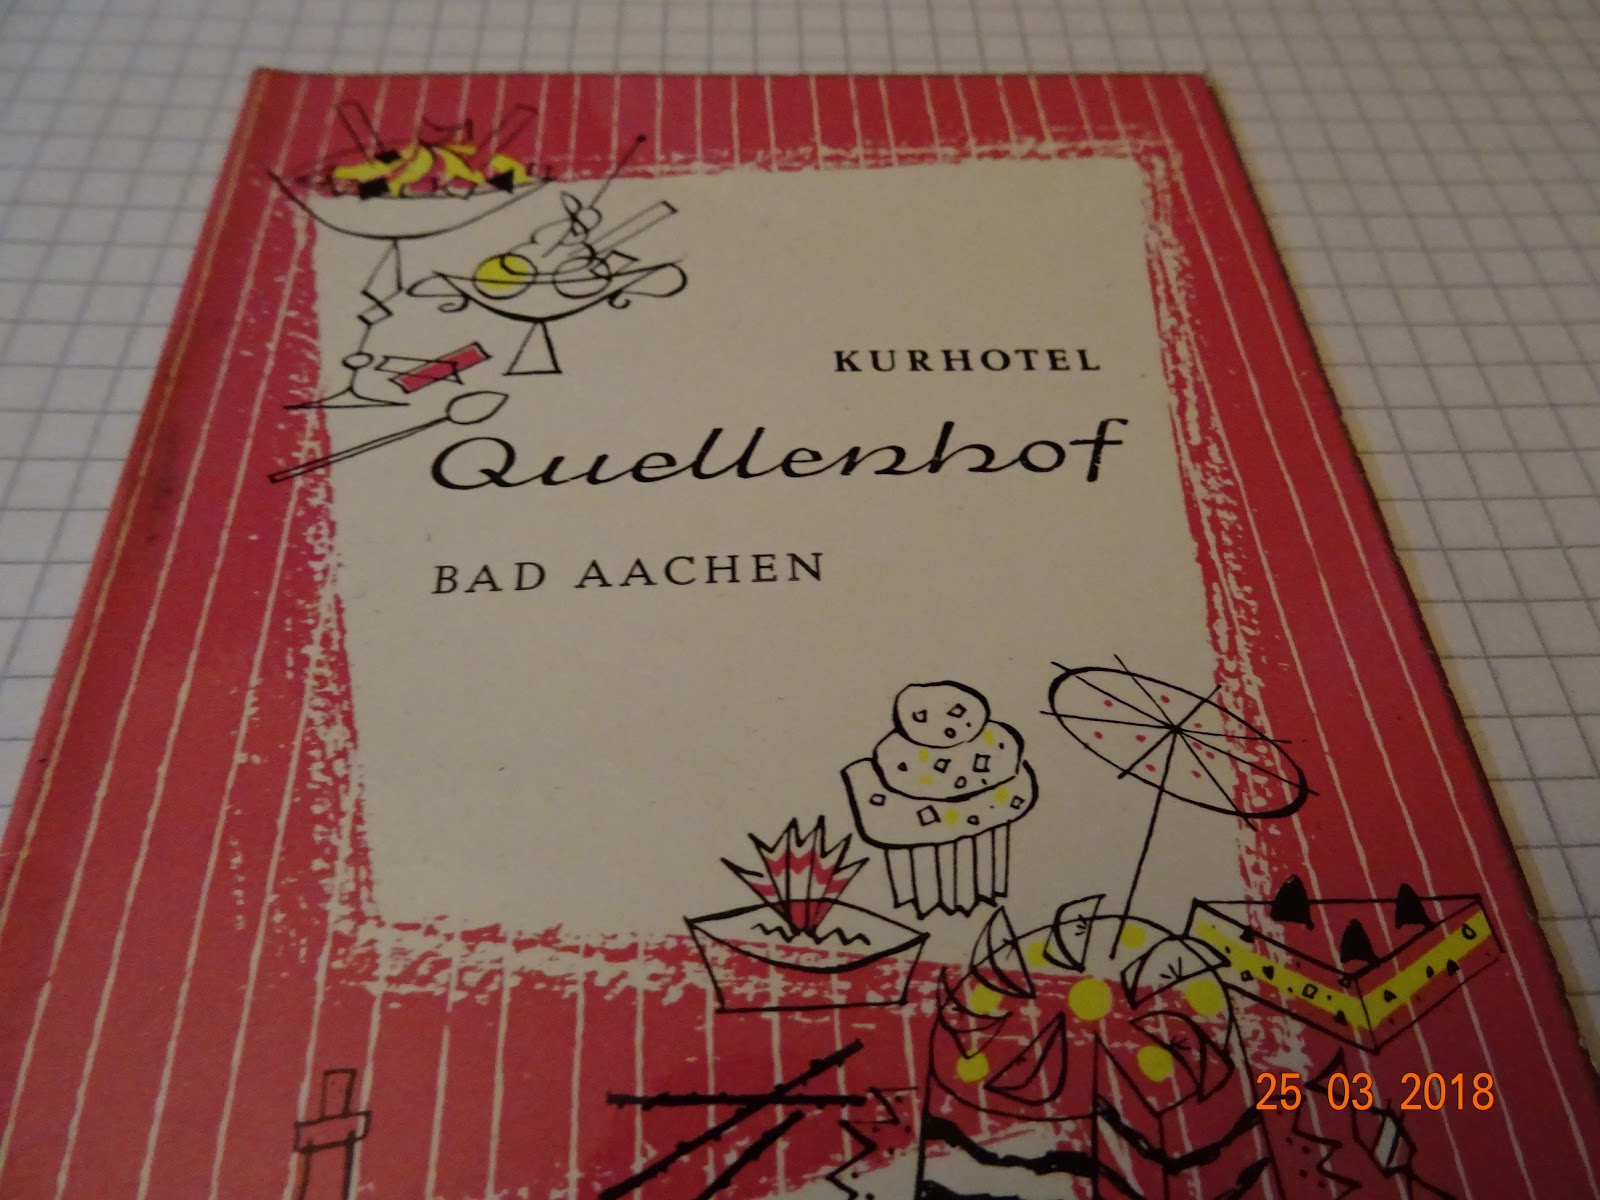 KURHOTEL
Quellenhof
BAD AACHEN
25 03 2018